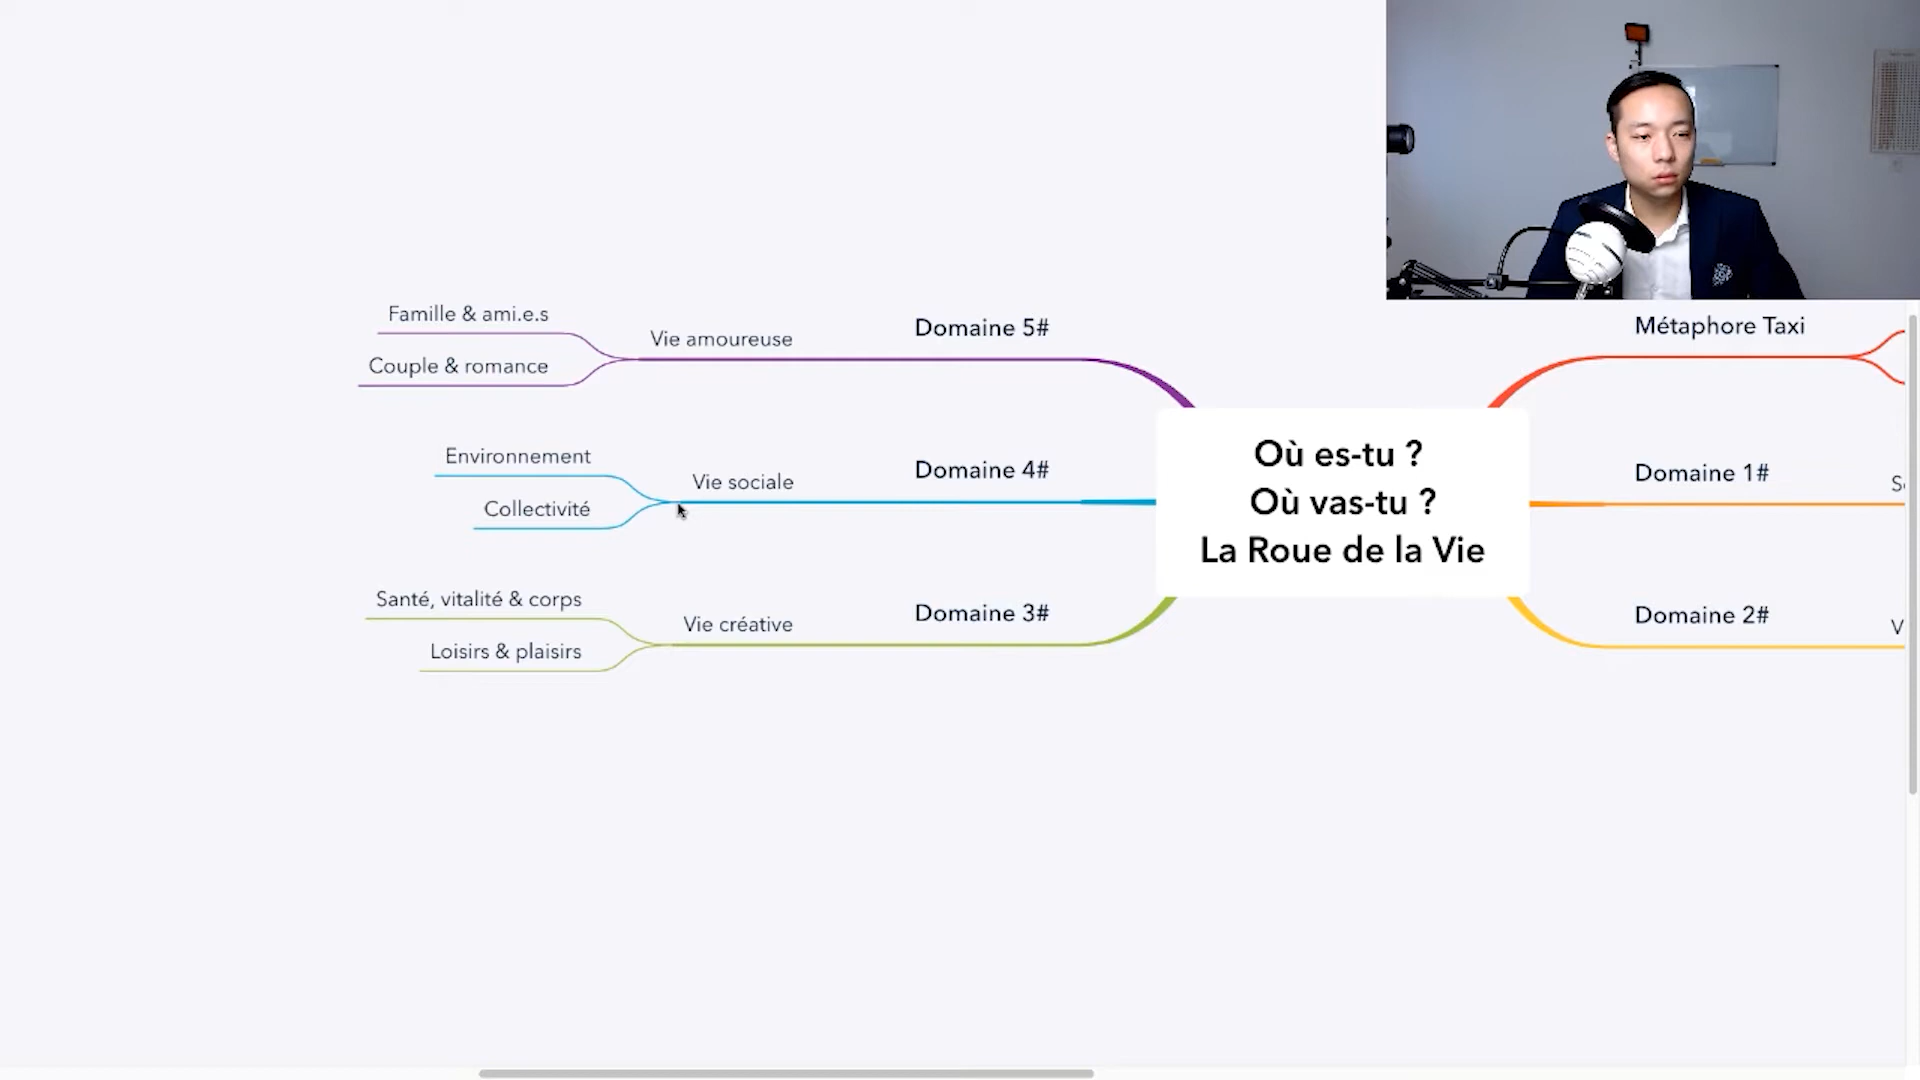 Famille & ami.e.s
Couple & romance
Vie amoureuse
Domaine 5#
Environnement
Collectivité
Vie sociale
Domaine 4#
Santé, vitalité & corps
Loisirs & plaisirs
Vie créative
Domaine 3#
Où es-tu ?
Où vas-tu ?
La Roue de la Vie
Métaphore Taxi
Domaine 1#
Domaine 2#